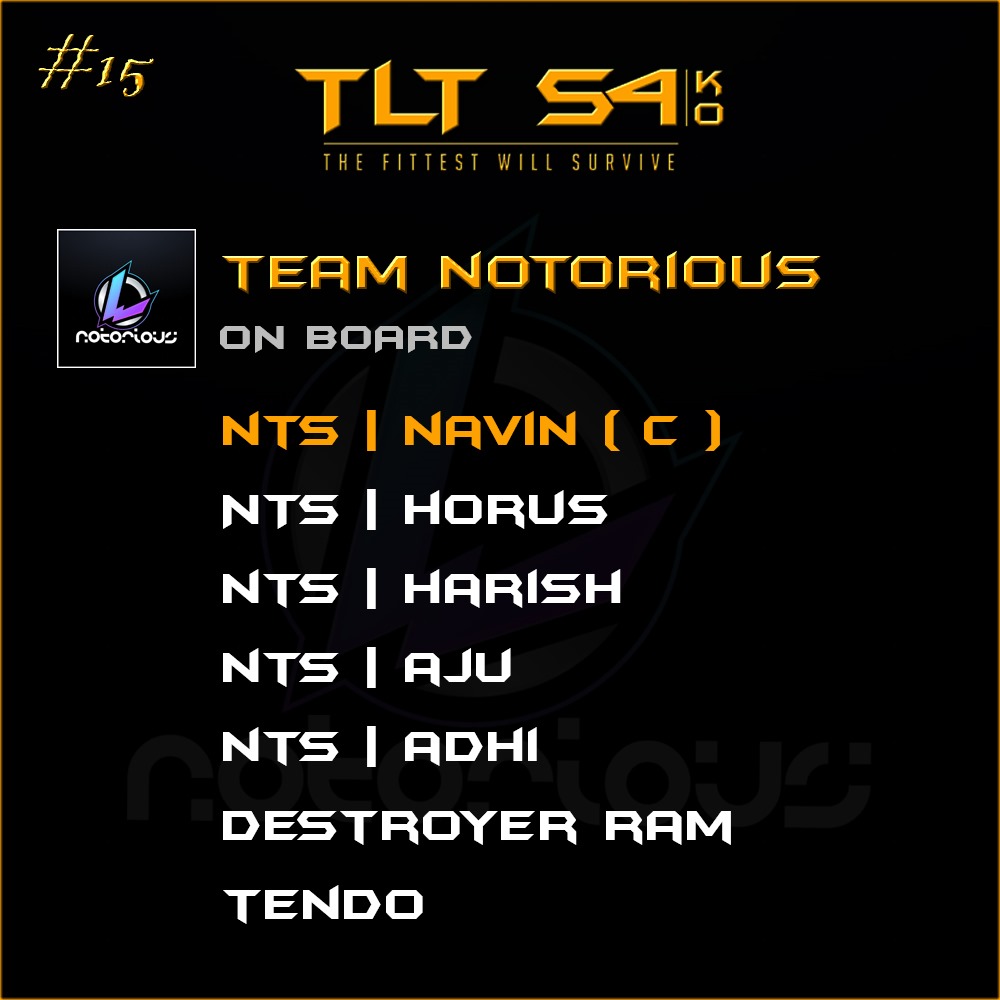 #15
TLT S4 KO
THE FITTEST WILL SURVIVE
TEAM NOTORIOUS
notorious
ON BOARD
NTS | NAVIN ( C )
NTS | HORUS
NTS | HARISH
NTS | AJU
NTS | ADHI
notorious
DESTROYER RAM
TENDO